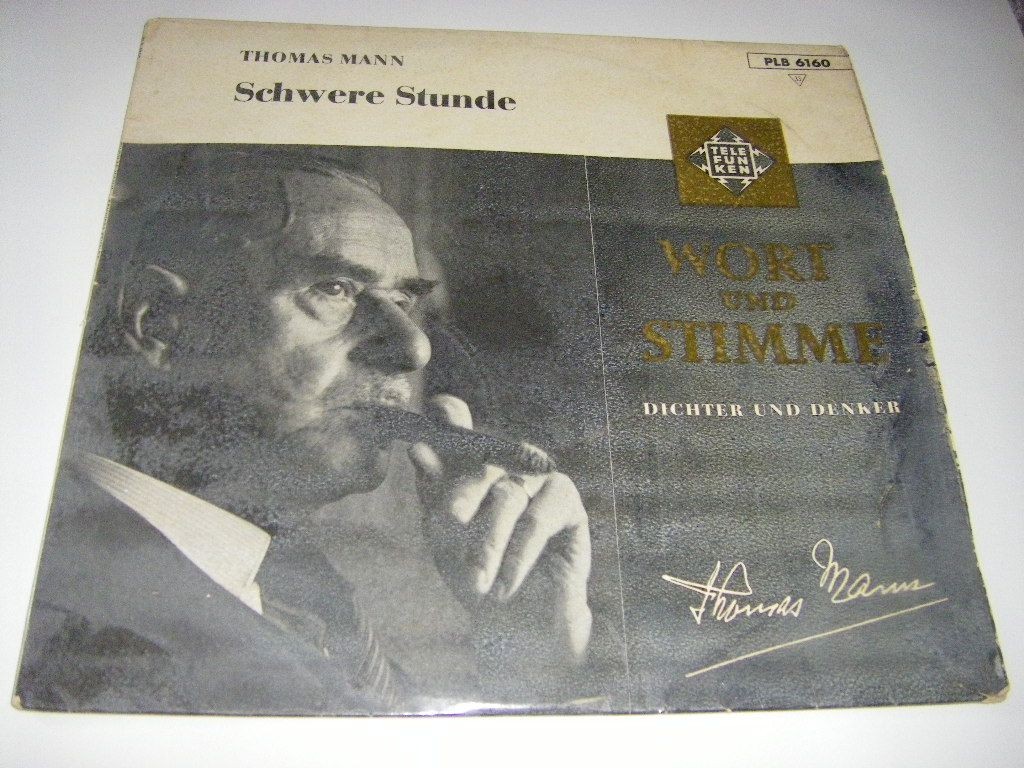 THOMAS MANN
Schwere Stunde
PLB 6160
TELE
FUN
KEN
WORT
UND
STIMME
DICHTER UND DENKER
Thomas Mann